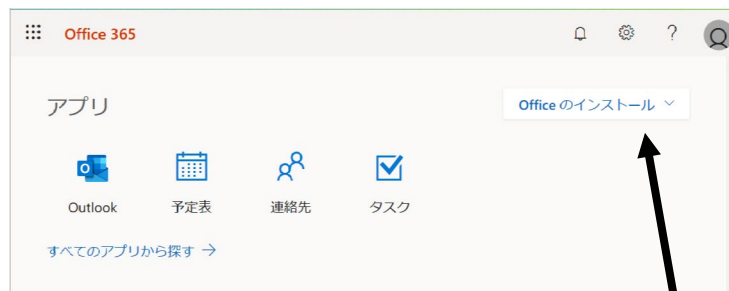 Office 365
?
アプリ
Office のインストール
Outlook 予定表 連絡先 タスク
すべてのアプリから探す →